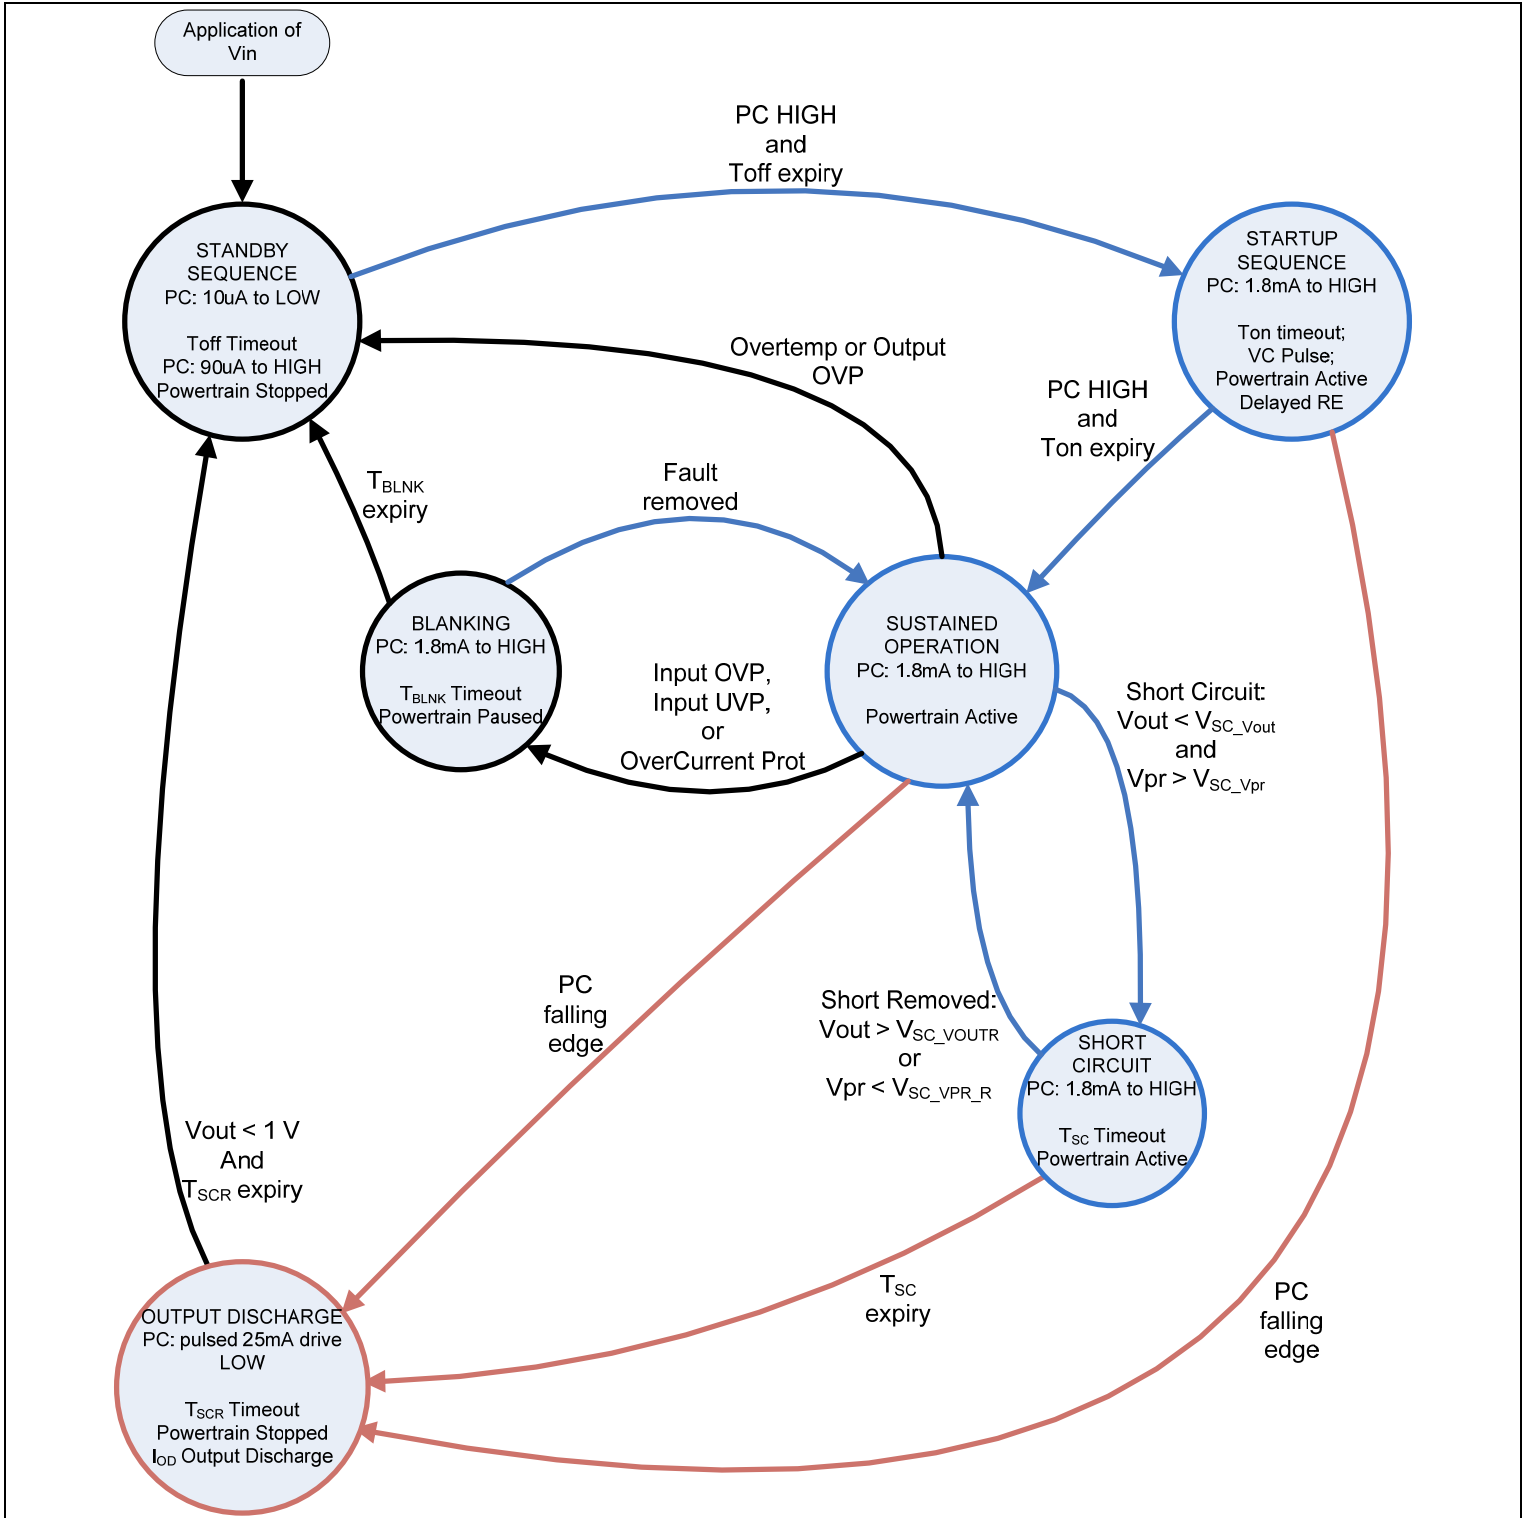 Application of
Vin
PC HIGH
and
Toff expiry
STANDBY
SEQUENCE
PC: 10uA to LOW
Toff Timeout
PC: 90uA to HIGH
Powertrain Stopped
STARTUP
SEQUENCE
PC: 1.8mA to HIGH
Ton timeout;
VC Pulse;
Powertrain Active
Delayed RE
Overtemp or Output
OVP
PC HIGH
and
Ton expiry
TBLNK
expiry
Fault
removed
BLANKING
PC: 1.8mA to HIGH
TBLNK Timeout
Powertrain Paused
Input OVP,
Input UVP,
or
OverCurrent Prot
SUSTAINED
OPERATION
PC: 1.8mA to HIGH
Powertrain Active
Short Circuit:
Vout < VSC_Vout
and
Vpr > VSC_Vpr
PC
falling
edge
Short Removed:
Vout > VSC_VOUTR
or
Vpr < VSC_VPR_R
SHORT
CIRCUIT
PC: 1.8mA to HIGH
TSC Timeout
Powertrain Active
Vout < 1 V
And
TSCR expiry
TSC
expiry
PC
falling
edge
OUTPUT DISCHARGE
PC: pulsed 25mA drive
LOW
TSCR Timeout
Powertrain Stopped
IOD Output Discharge